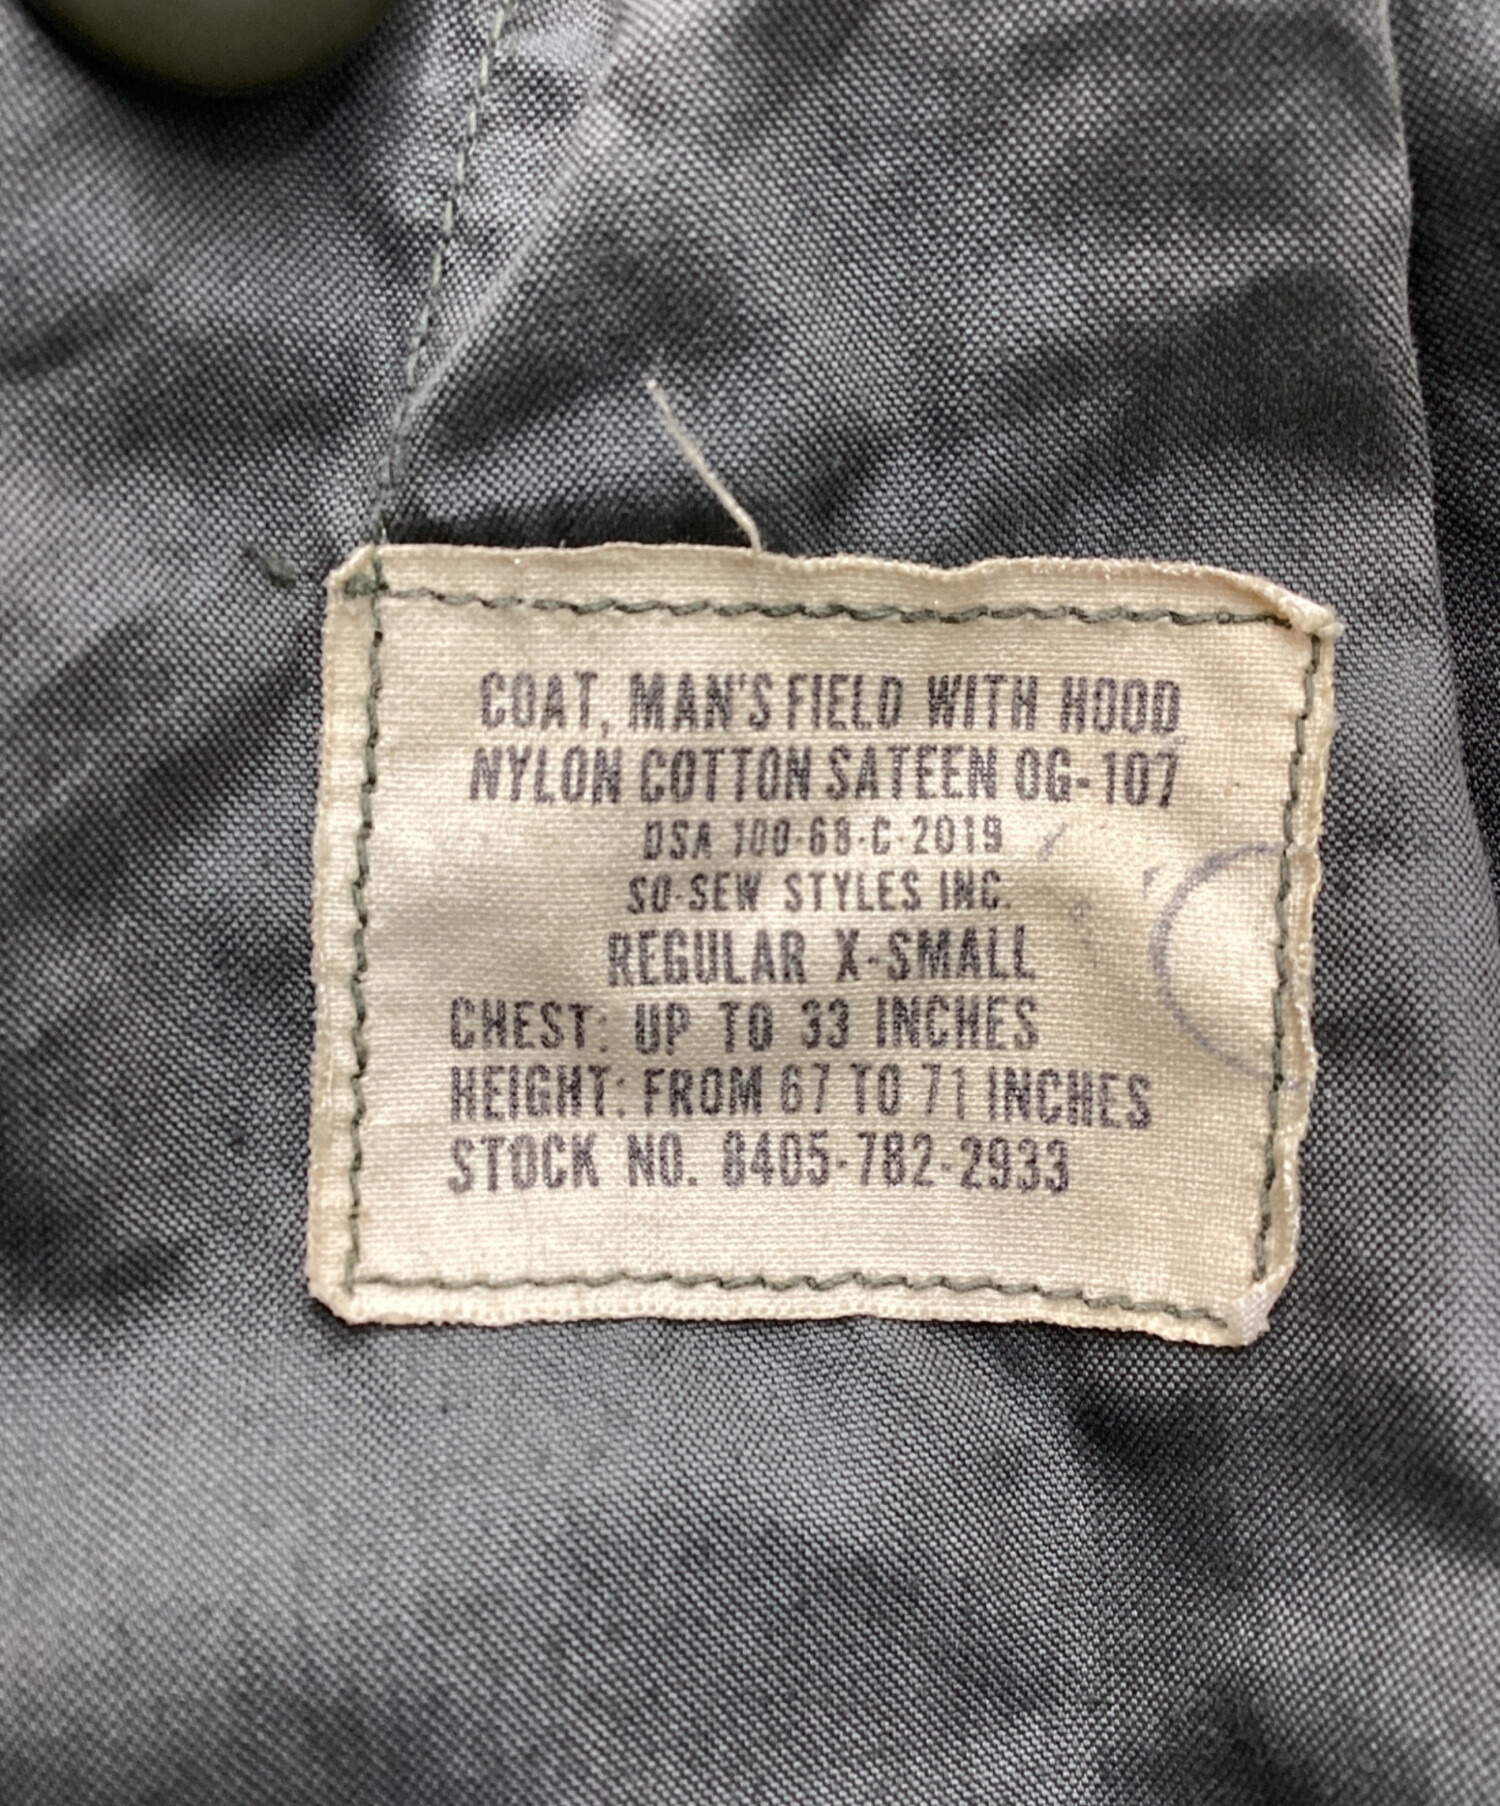 COAT, MAN'S FIELD WITH HOOD
NYLON COTTON SATEEN OG-107
DSA 100-68-C-2019
SO-SEW STYLES INC.
REGULAR X-SMALL
CHEST: UP TO 33 INCHES
HEIGHT: FROM 67 TO 71 INCHES
STOCK NO. 8405-782-2933